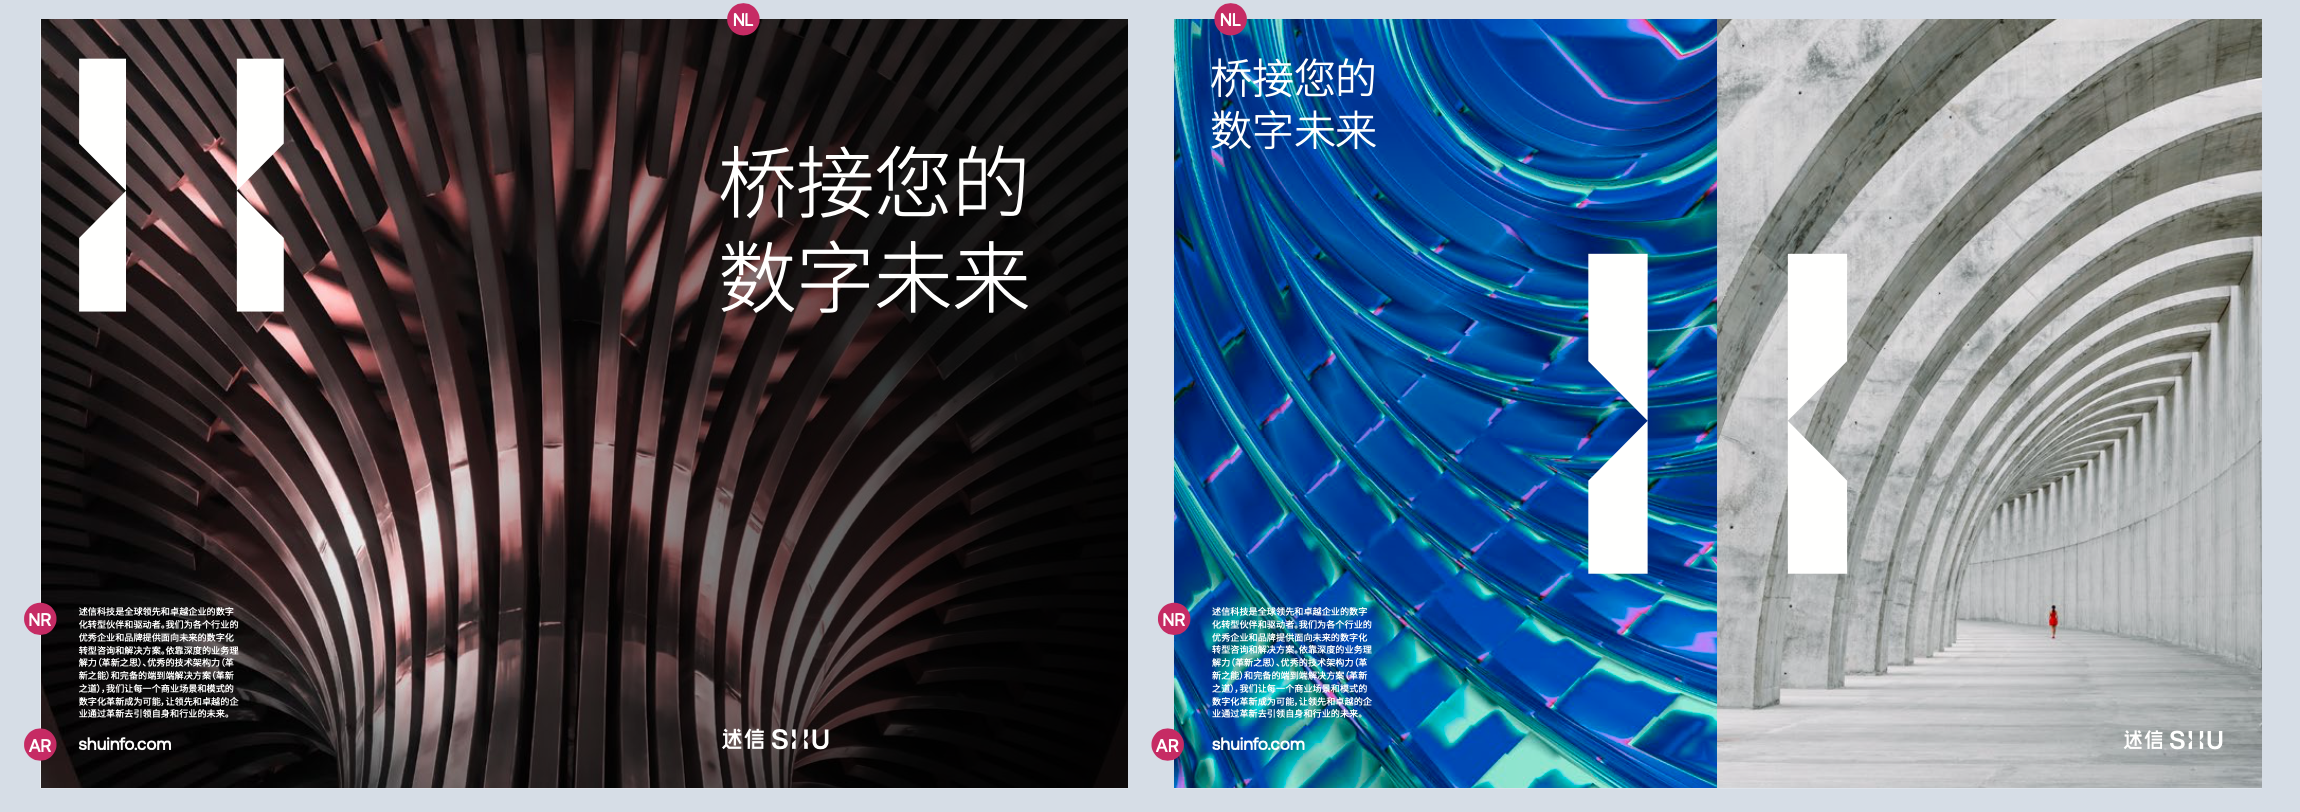 NL
桥接您的
数字未来
NR
述信科技是全球领先和卓越企业的数字
化转型伙伴和驱动者。我们为各个行业的
优秀企业和品牌提供面向未来的数字化
转型咨询和解决方案。依靠深度的业务理
解力（革新之思）、优秀的技术架构力（革
新之能）和完备的端到端解决方案（革新
之道），我们让每一个商业场景和模式的
数字化革新成为可能，让领先和卓越的企
业通过革新去引领自身和行业的未来。
AR
shuinfo.com
述信 SHU
NL
桥接您的
数字未来
NR
述信科技是全球领先和卓越企业的数字
化转型伙伴和驱动者。我们为各个行业的
优秀企业和品牌提供面向未来的数字化
转型咨询和解决方案。依靠深度的业务理
解力（革新之思）、优秀的技术架构力（革
新之能）和完备的端到端解决方案（革新
之道），我们让每一个商业场景和模式的
数字化革新成为可能，让领先和卓越的企
业通过革新去引领自身和行业的未来。
AR
shuinfo.com
述信 SHU